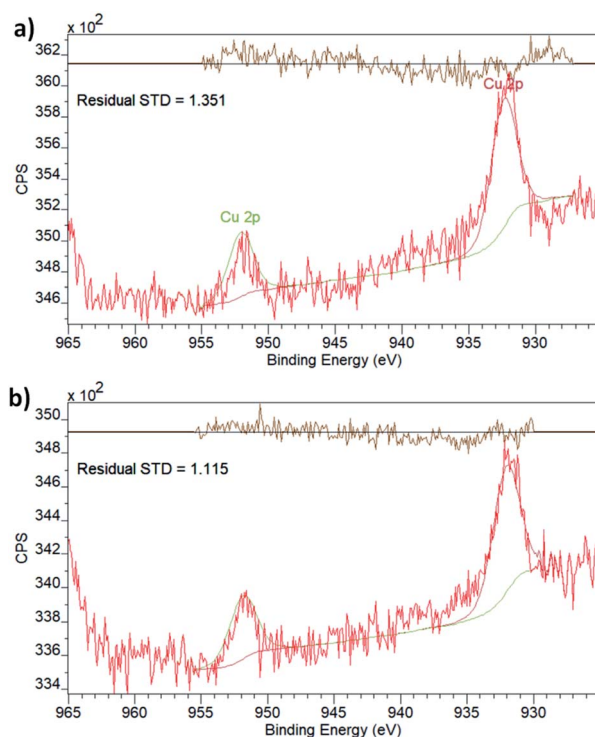 a)
x 10²
362
360
358
356
354
352
350
348
346
CPS
Residual STD = 1.351
Cu 2p
Cu 2p
965 960 955 950 945 940 935 930
Binding Energy (eV)
b)
x 10²
350
348
346
344
342
340
338
336
334
CPS
Residual STD = 1.115
965 960 955 950 945 940 935 930
Binding Energy (eV)